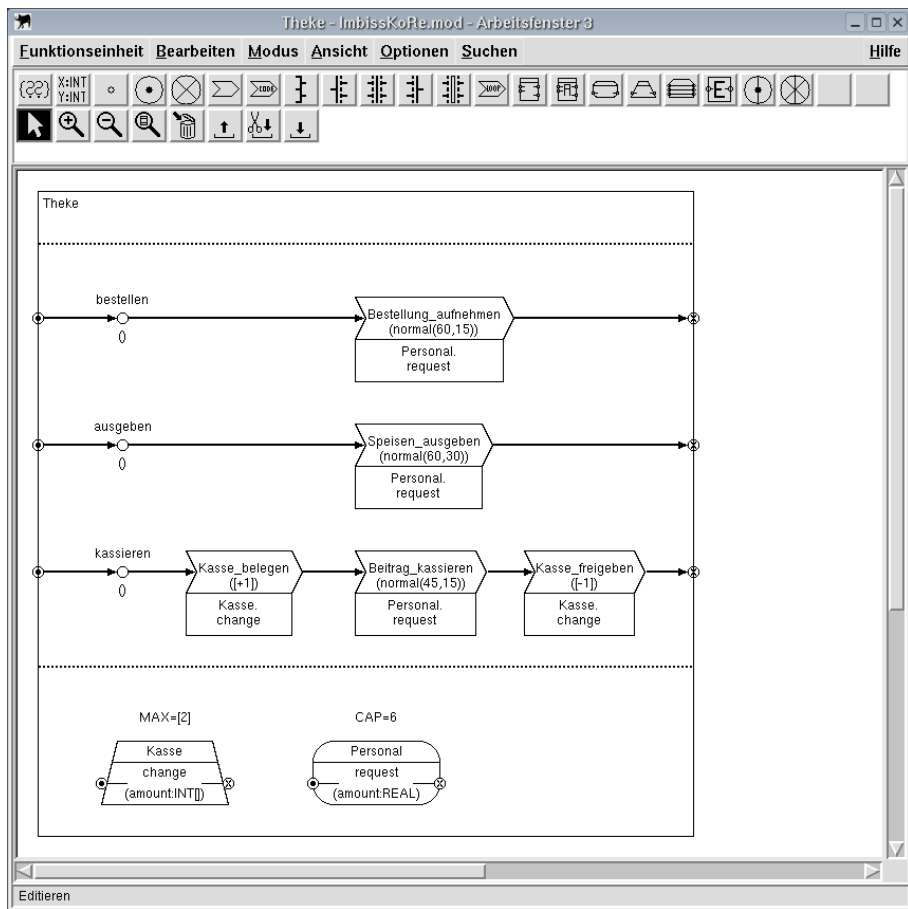 Theke - ImbissKoRe.mod - Arbeitsfenster 3
Funktionseinheit Bearbeiten Modus Ansicht Optionen Suchen Hilfe
{??} X:INT
Y:INT
CODE
LOOP
A
E
Theke
bestellen
()
Bestellung_aufnehmen
(normal(60,15))
Personal.
request
ausgeben
()
Speisen_ausgeben
(normal(60,30))
Personal.
request
kassieren
()
Kasse_belegen
([+1])
Kasse.
change
Beitrag_kassieren
(normal(45,15))
Personal.
request
Kasse_freigeben
([-1])
Kasse.
change
MAX=[2]
Kasse
change
(amount:INT[])
CAP=6
Personal
request
(amount:REAL)
Editieren